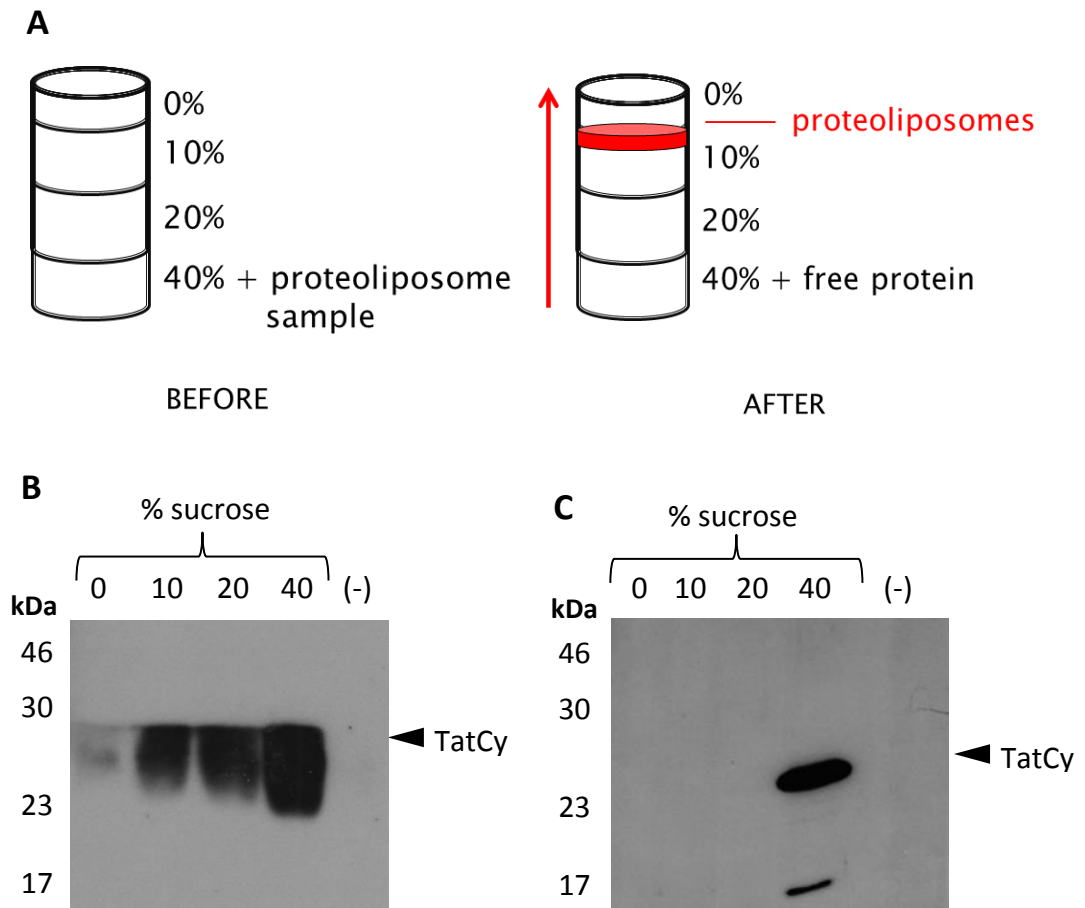 A
0%
10%
20%
40% + proteoliposome
sample
BEFORE
0%
proteoliposomes
10%
20%
40% + free protein
AFTER
B
% sucrose
0 10 20 40 (-)
kDa
46
30
23
17
TatCy
C
% sucrose
0 10 20 40 (-)
kDa
46
30
23
17
TatCy